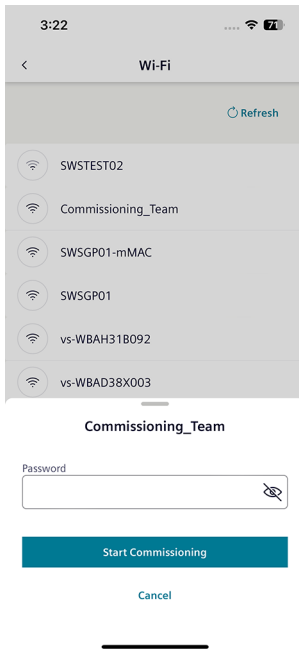 3:22
71
Wi-Fi
Refresh
SWSTEST02
Commissioning_Team
SWSGP01-mMAC
SWSGP01
vs-WBAH31B092
vs-WBAD38X003
Commissioning_Team
Password
Start Commissioning
Cancel